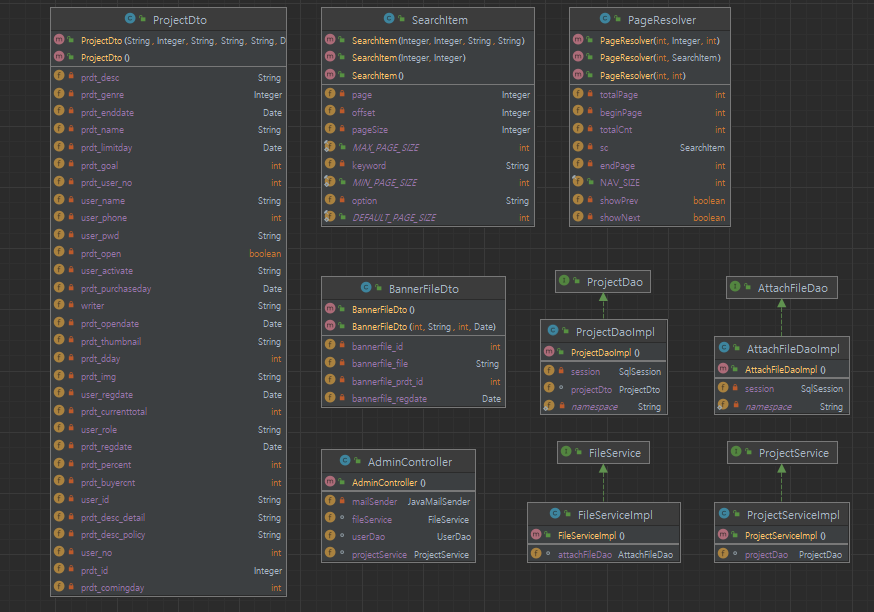 ProjectDto
ProjectDto (String, Integer, String, String, String, D
ProjectDto ()
prdt_desc String
prdt_genre Integer
prdt_enddate Date
prdt_name String
prdt_limitday Date
prdt_goal int
prdt_user_no int
user_name String
user_phone int
user_pwd String
prdt_open boolean
user_activate String
prdt_purchaseday Date
writer String
prdt_opendate Date
prdt_thumbnail String
prdt_dday int
prdt_img String
user_regdate Date
prdt_currenttotal int
user_role String
prdt_regdate Date
prdt_percent int
prdt_buyercnt int
user_id String
prdt_desc_detail String
prdt_desc_policy String
user_no int
prdt_id Integer
prdt_comingday int
SearchItem
SearchItem (Integer, Integer, String, String)
SearchItem (Integer, Integer)
SearchItem ()
page Integer
offset Integer
pageSize Integer
MAX_PAGE_SIZE int
keyword String
MIN_PAGE_SIZE int
option String
DEFAULT_PAGE_SIZE int
PageResolver
PageResolver(int, Integer, int)
PageResolver(int, SearchItem)
PageResolver(int, int)
totalPage int
beginPage int
totalCnt int
sc SearchItem
endPage int
NAV_SIZE int
showPrev boolean
showNext boolean
BannerFileDto
BannerFileDto ()
BannerFileDto (int, String, int, Date)
bannerfile_id int
bannerfile_file String
bannerfile_prdt_id int
bannerfile_regdate Date
ProjectDao
ProjectDaoImpl
ProjectDaoImpl ()
session SqlSession
projectDto ProjectDto
namespace String
AttachFileDao
AttachFileDaoImpl
AttachFileDaoImpl ()
session SqlSession
namespace String
AdminController
AdminController ()
mailSender JavaMailSender
fileService FileService
userDao UserDao
projectService ProjectService
FileService
FileServiceImpl
FileServiceImpl ()
attachFileDao AttachFileDao
ProjectService
ProjectServiceImpl
ProjectServiceImpl ()
projectDao ProjectDao